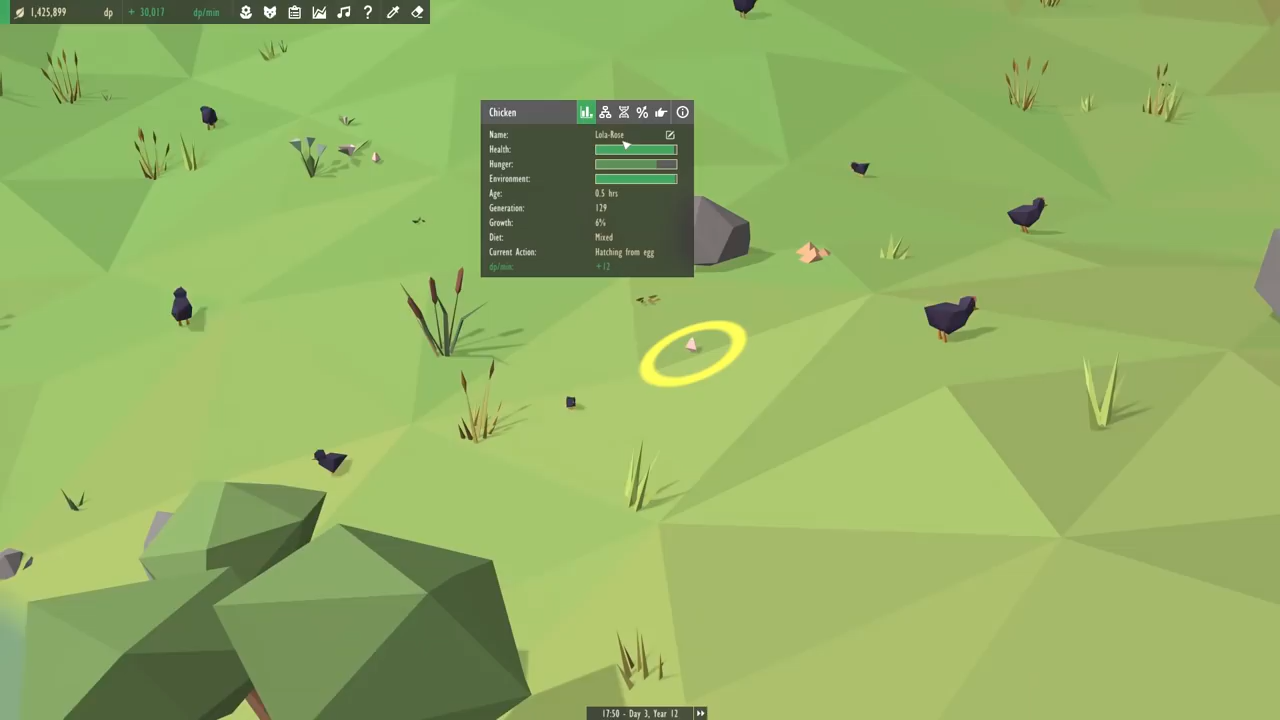 1,425,899 dp + 30,017 dp/min
Chicken
Name: Lola-Rose
Health:
Hunger:
Environment:
Age: 0.5 hrs
Generation: 129
Growth: 6%
Diet: Mixed
Current Action: Hatching from egg
dp/min: +12
17:50 - Day 3, Year 12